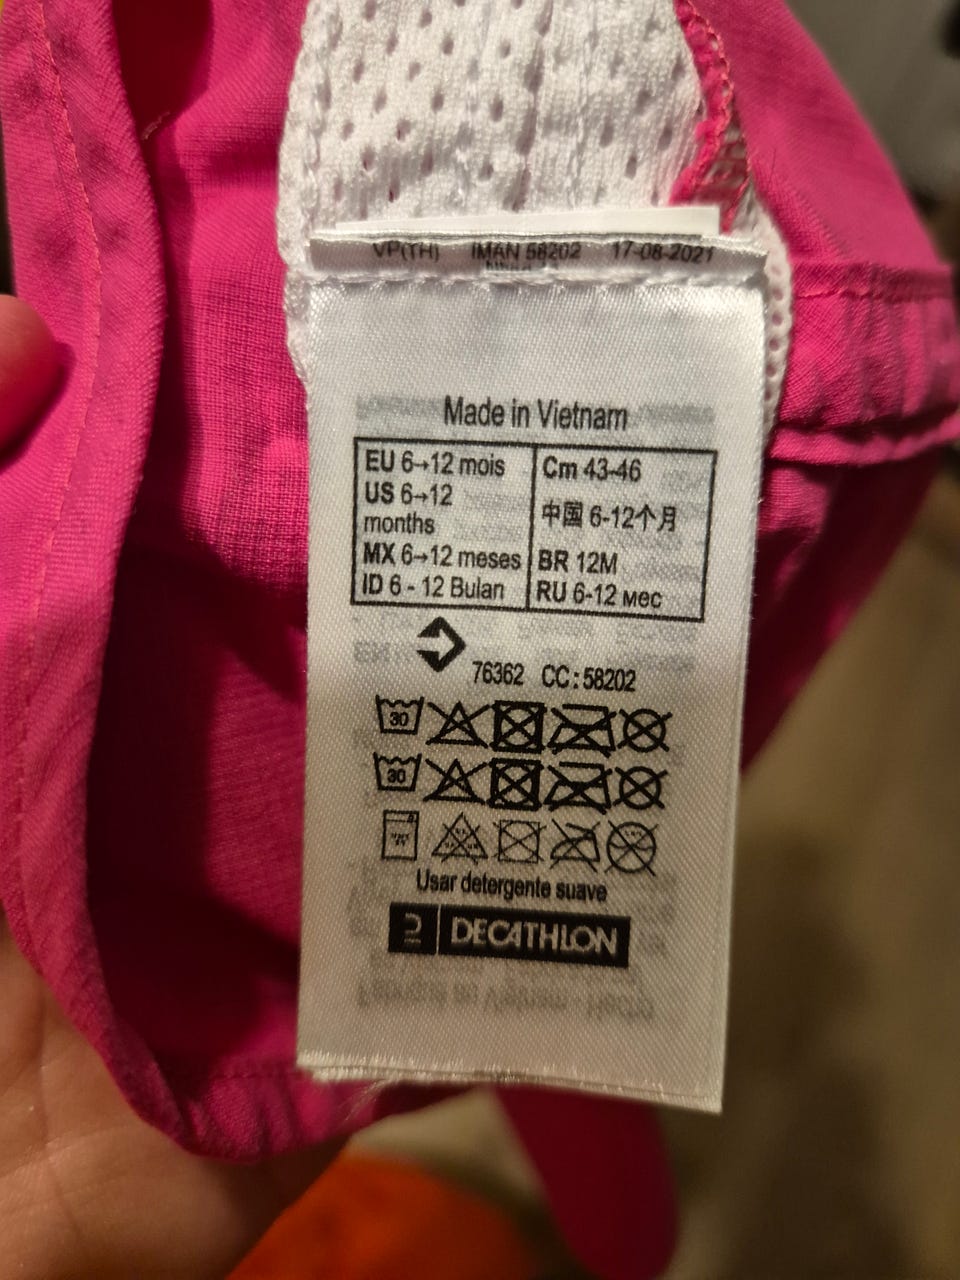 VP(TH) IMAN 58202 17-08-2021
Made in Vietnam
EU 6→12 mois
US 6→12
months
MX 6→12 meses
ID 6 - 12 Bulan
Cm 43-46
中国 6-12个月
BR 12M
RU 6-12 мес
76362 CC : 58202
30
30
Usar detergente suave
DECATHLON